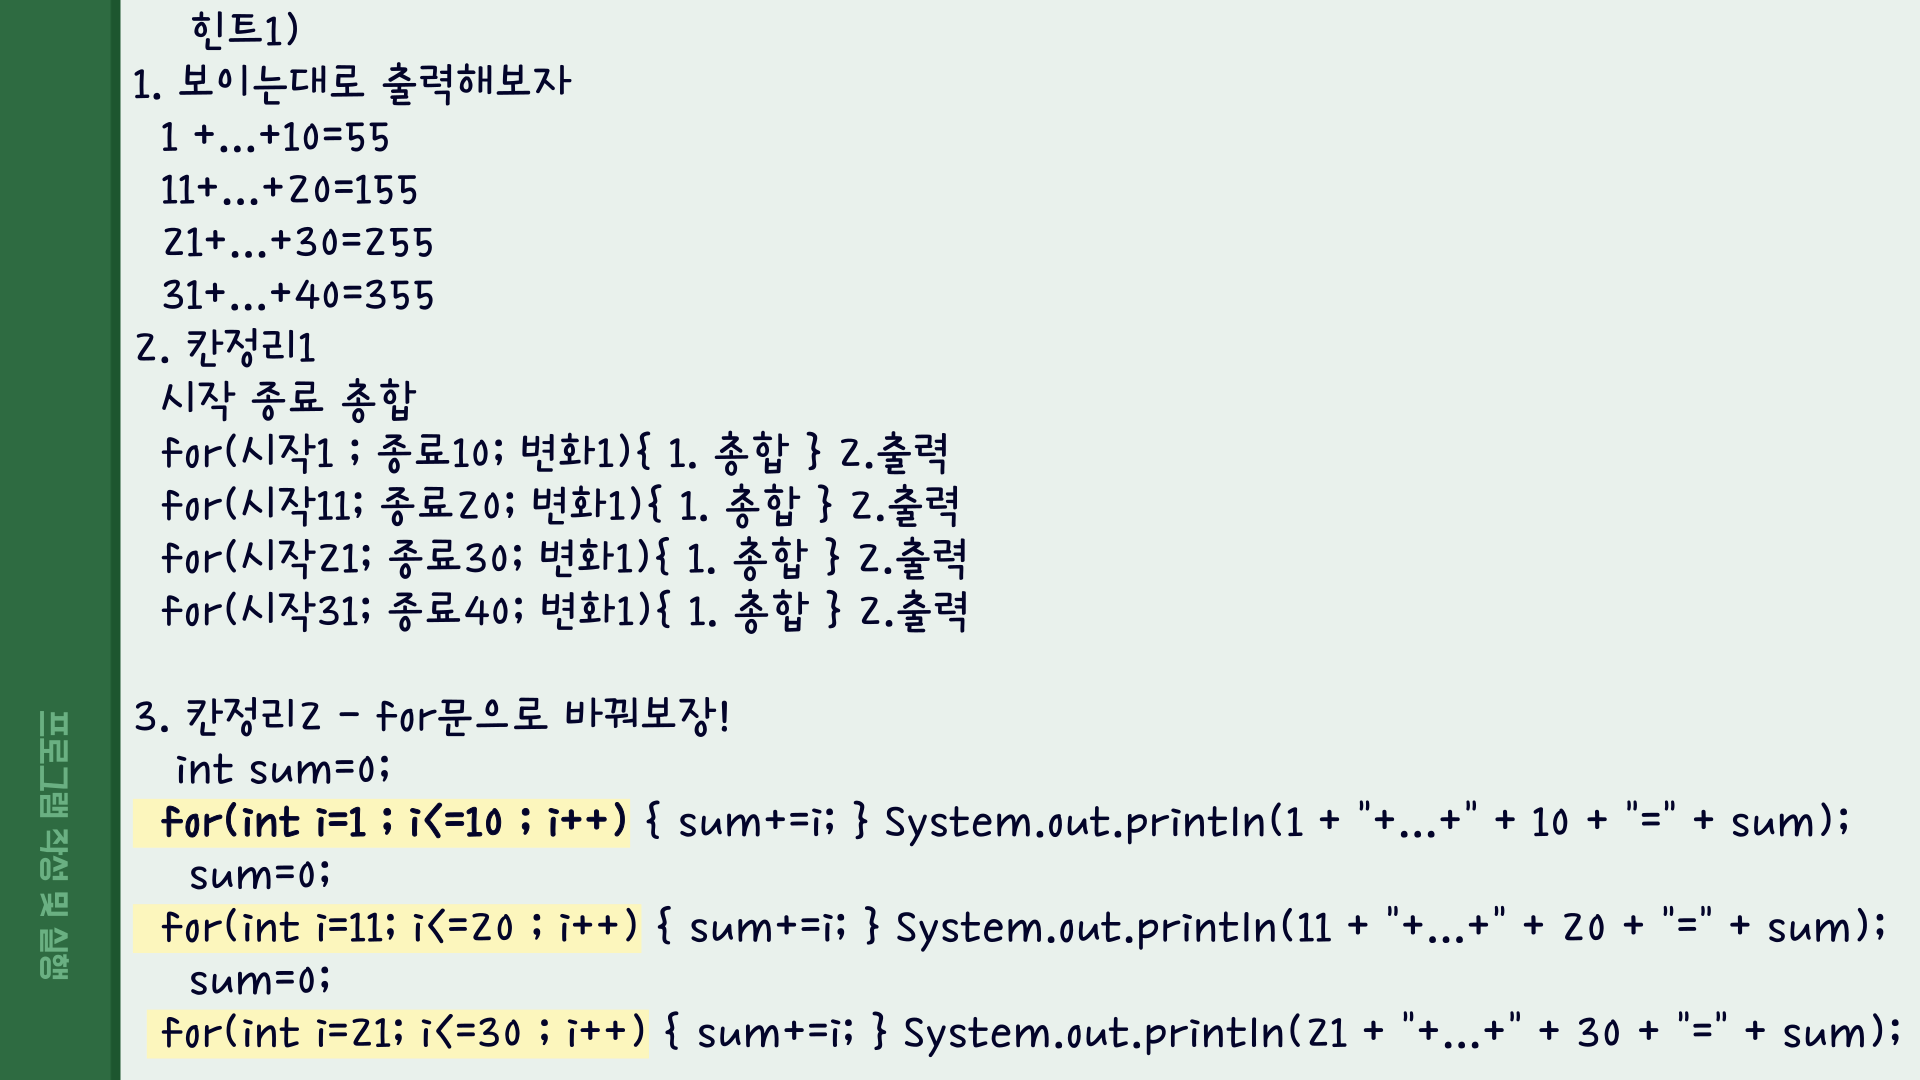 힌트1)
1. 보이는대로 출력해보자
1 +...+10=55
11+...+20=155
21+...+30=255
31+...+40=355
2. 칸정리1
시작 종료 총합
for(시작1 ; 종료10; 변화1){ 1. 총합 } 2.출력
for(시작11; 종료20; 변화1){ 1. 총합 } 2.출력
for(시작21; 종료30; 변화1){ 1. 총합 } 2.출력
for(시작31; 종료40; 변화1){ 1. 총합 } 2.출력
3. 칸정리2 - for문으로 바꿔보장!
int sum=0;
for(int i=1 ; i<=10 ; i++) { sum+=i; } System.out.println(1 + "+...+" + 10 + "=" + sum);
sum=0;
for(int i=11; i<=20 ; i++) { sum+=i; } System.out.println(11 + "+...+" + 20 + "=" + sum);
sum=0;
for(int i=21; i<=30 ; i++) { sum+=i; } System.out.println(21 + "+...+" + 30 + "=" + sum);
프로그램 작성 및 실행